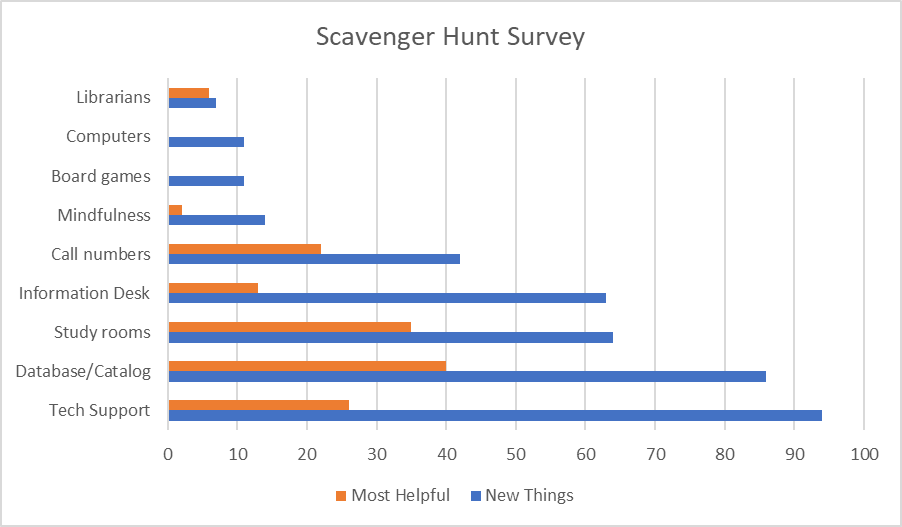 Scavenger Hunt Survey
Librarians
Computers
Board games
Mindfulness
Call numbers
Information Desk
Study rooms
Database/Catalog
Tech Support
0 10 20 30 40 50 60 70 80 90 100
Most Helpful New Things